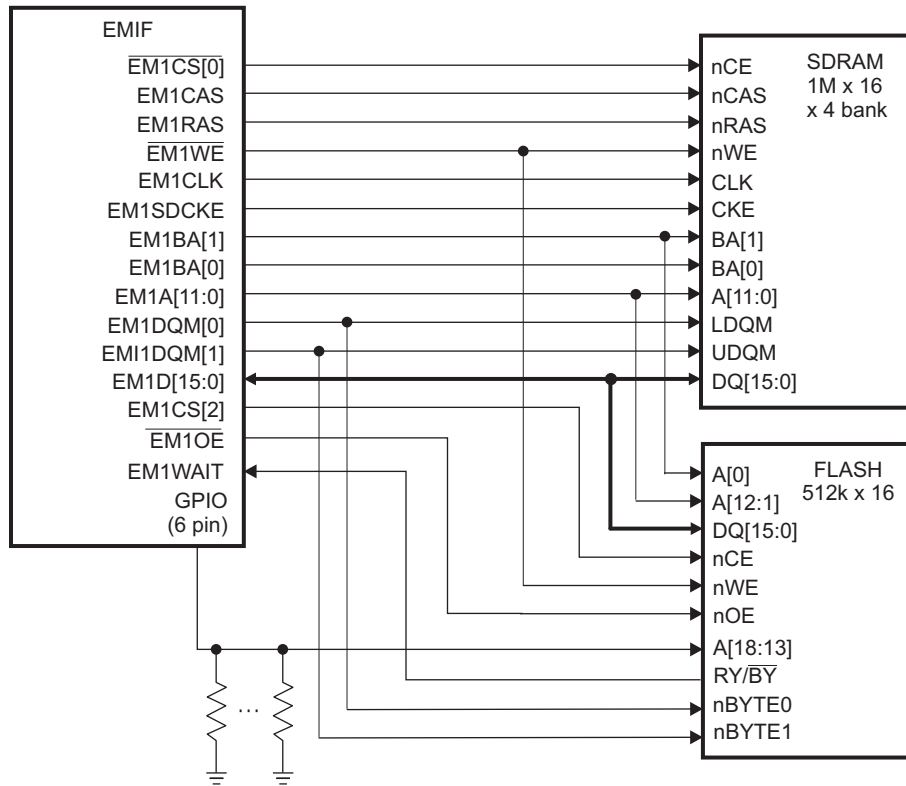 EMIF
EM1CS[0]
EM1CAS
EM1RAS
EM1WE
EM1CLK
EM1SDCKE
EM1BA[1]
EM1BA[0]
EM1A[11:0]
EM1DQM[0]
EMI1DQM[1]
EM1D[15:0]
EM1CS[2]
EM1OE
EM1WAIT
GPIO
(6 pin)
SDRAM
1M x 16
x 4 bank
nCE
nCAS
nRAS
nWE
CLK
CKE
BA[1]
BA[0]
A[11:0]
LDQM
UDQM
DQ[15:0]
FLASH
512k x 16
A[0]
A[12:1]
DQ[15:0]
nCE
nWE
nOE
A[18:13]
RY/BY
nBYTE0
nBYTE1
...